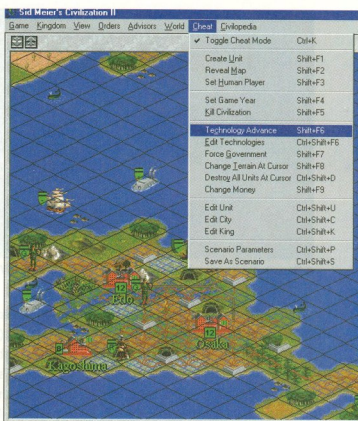 Sid Meier's Civilization II
Game Kingdom View Orders Advisors World Cheat Civilopedia
✓ Toggle Cheat Mode Ctrl+K
Create Unit Shift+F1
Reveal Map Shift+F2
Set Human Player Shift+F3
Set Game Year Shift+F4
Kill Civilization Shift+F5
Technology Advance Shift+F6
Edit Technologies Ctrl+Shift+F6
Force Government Shift+F7
Change Terrain At Cursor Shift+F8
Destroy All Units At Cursor Ctrl+Shift+D
Change Money Shift+F9
Edit Unit Ctrl+Shift+U
Edit City Ctrl+Shift+C
Edit King Ctrl+Shift+K
Scenario Parameters Ctrl+Shift+P
Save As Scenario Ctrl+Shift+S
12
Edo
12
Osaka
8
Kagoshima